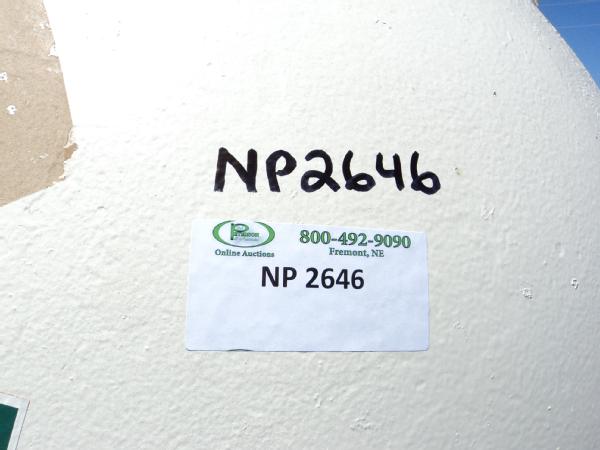 NP2646
800-492-9090
Online Auctions
Fremont, NE
NP 2646